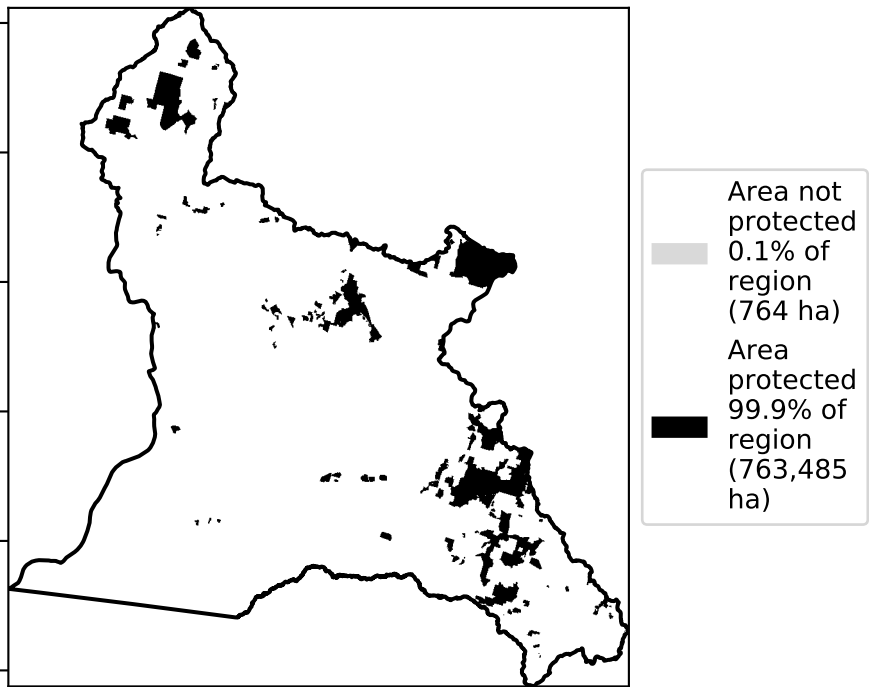 Area not
protected
0.1% of
region
(764 ha)
Area
protected
99.9% of
region
(763,485
ha)